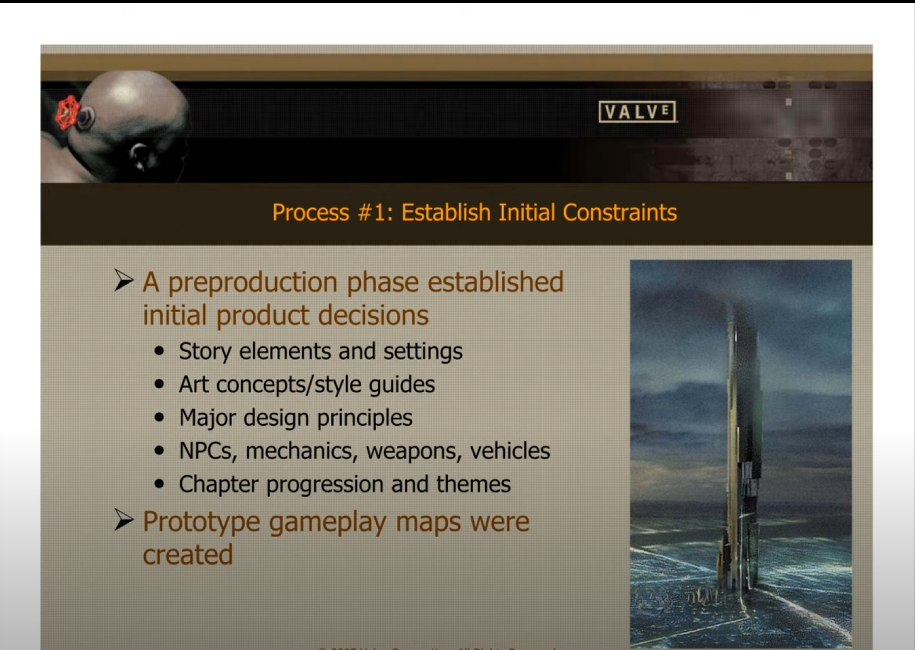 VALVE
Process #1: Establish Initial Constraints
A preproduction phase established
initial product decisions
Story elements and settings
Art concepts/style guides
Major design principles
NPCs, mechanics, weapons, vehicles
Chapter progression and themes
Prototype gameplay maps were
created